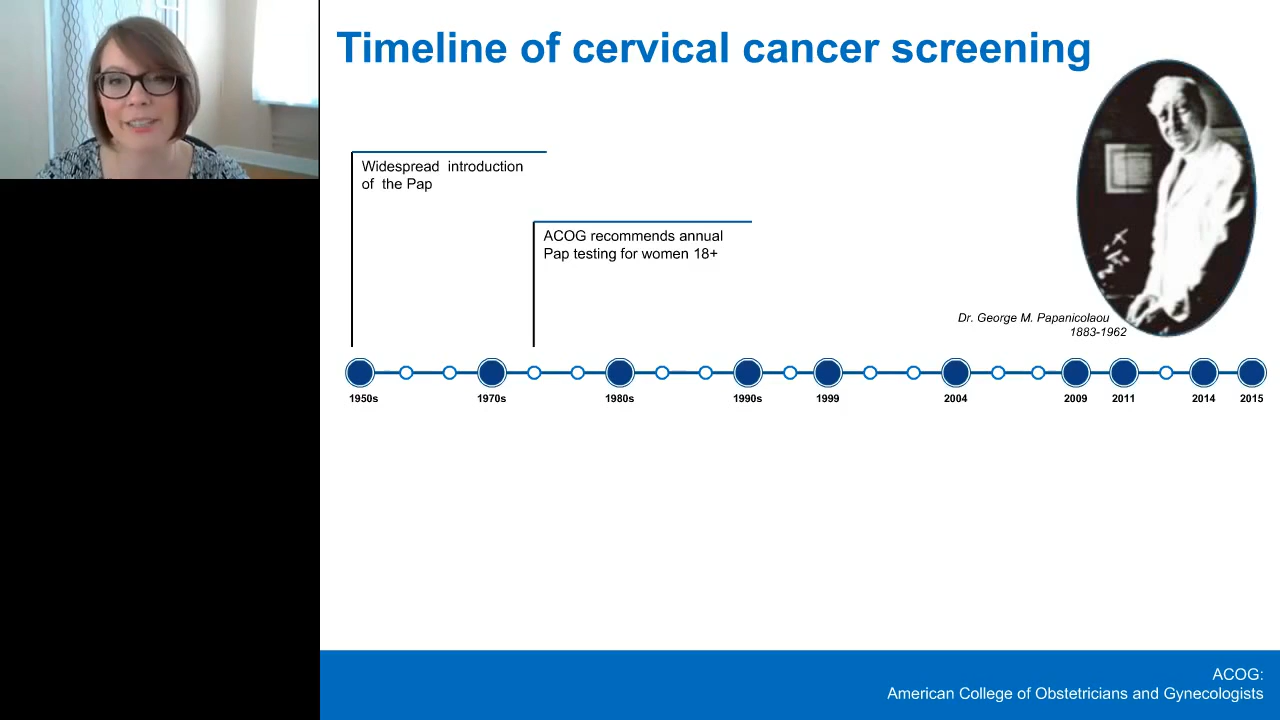 Timeline of cervical cancer screening
Widespread introduction
of the Pap
ACOG recommends annual
Pap testing for women 18+
Dr. George M. Papanicolaou
1883-1962
1950s 1970s 1980s 1990s 1999 2004 2009 2011 2014 2015
ACOG:
American College of Obstetricians and Gynecologists